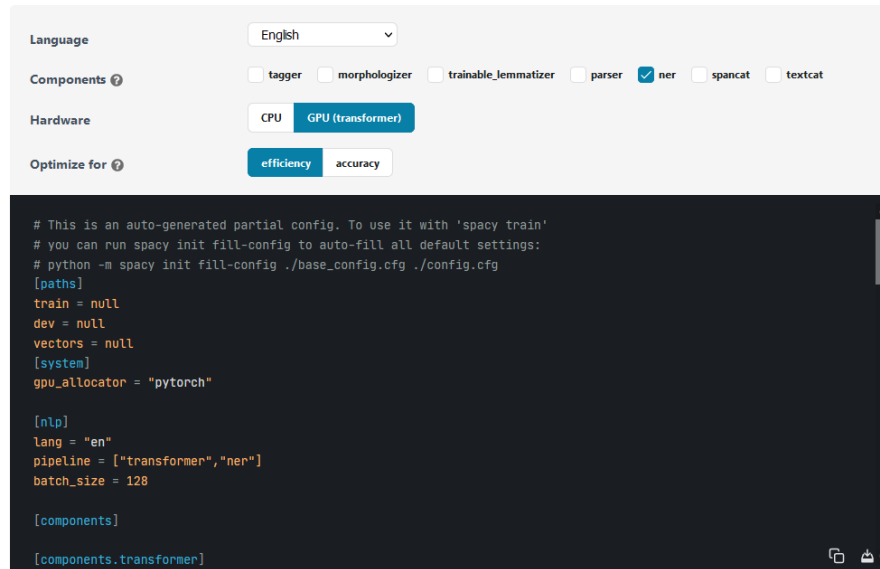 Language English
Components ? tagger morphologizer trainable_lemmatizer parser ner spancat textcat
Hardware CPU GPU (transformer)
Optimize for ? efficiency accuracy
# This is an auto-generated partial config. To use it with 'spacy train'
# you can run spacy init fill-config to auto-fill all default settings:
# python -m spacy init fill-config ./base_config.cfg ./config.cfg
[paths]
train = null
dev = null
vectors = null
[system]
gpu_allocator = "pytorch"
[nlp]
lang = "en"
pipeline = ["transformer","ner"]
batch_size = 128
[components]
[components.transformer]